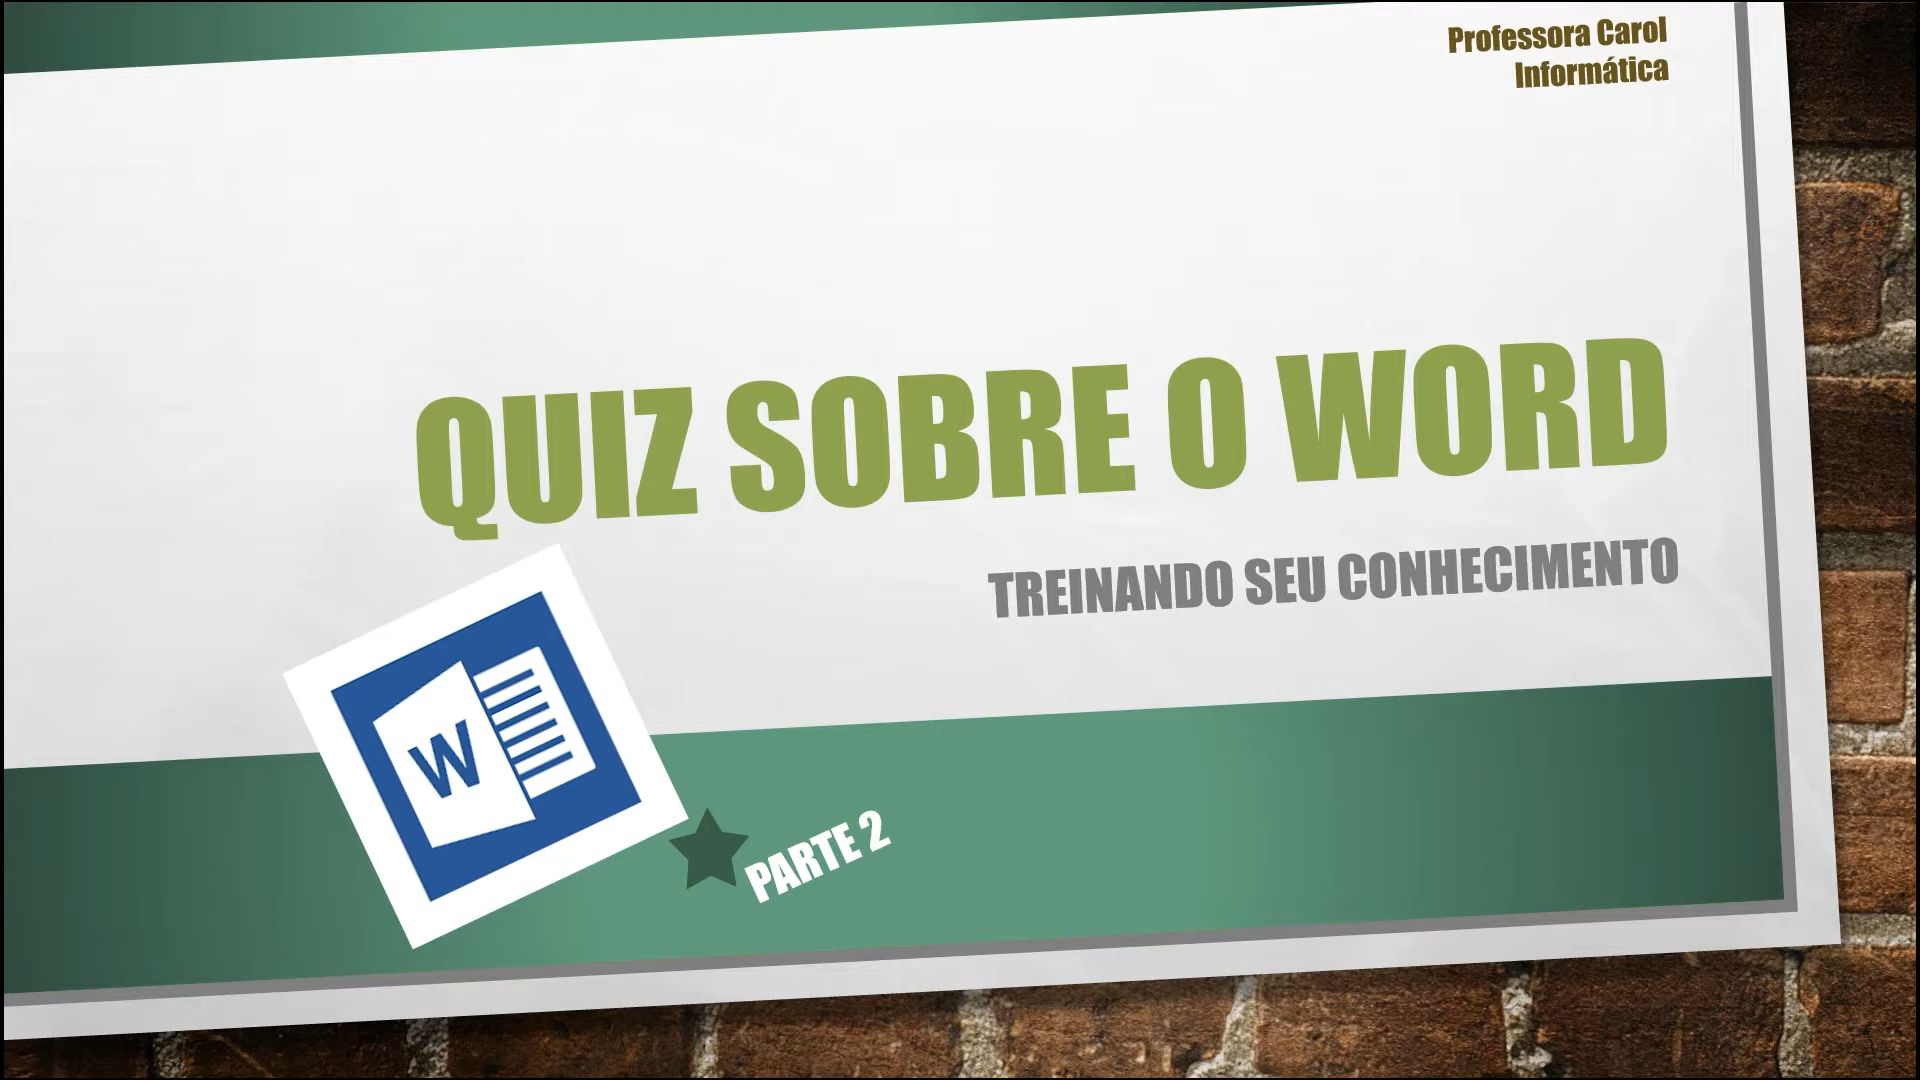 Professora Carol
Informática
QUIZ SOBRE O WORD
TREINANDO SEU CONHECIMENTO
W
PARTE 2